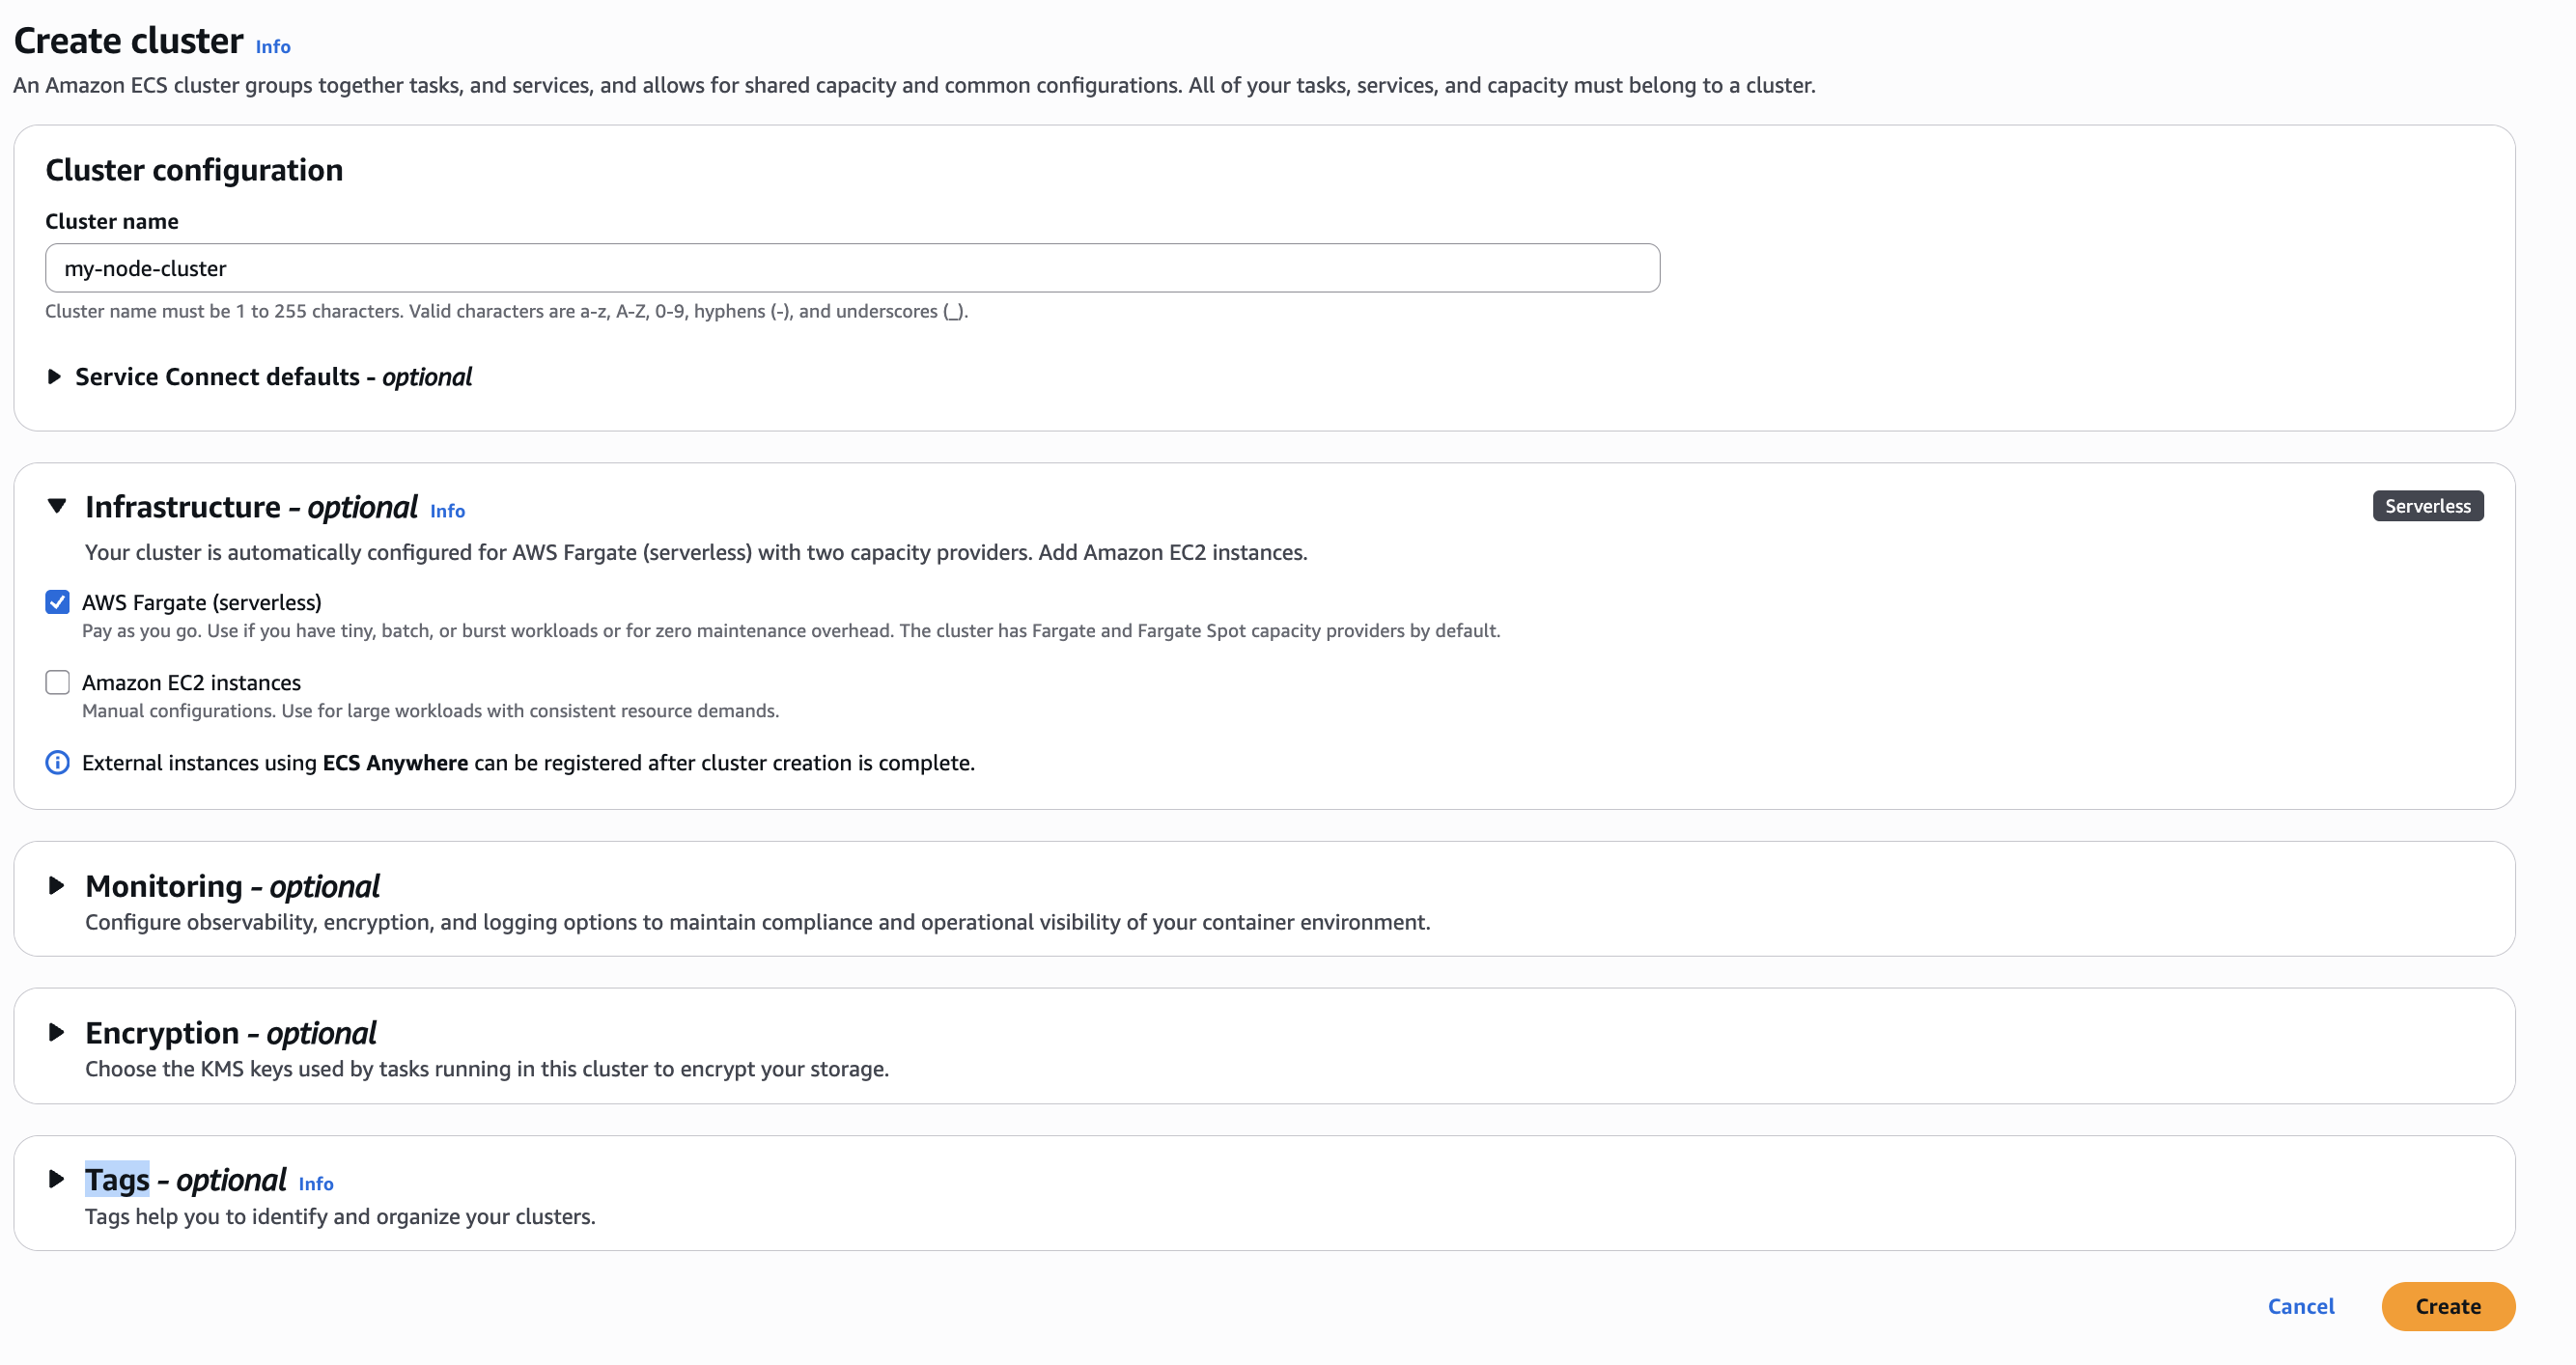 Create cluster Info
An Amazon ECS cluster groups together tasks, and services, and allows for shared capacity and common configurations. All of your tasks, services, and capacity must belong to a cluster.
Cluster configuration
Cluster name
my-node-cluster
Cluster name must be 1 to 255 characters. Valid characters are a-z, A-Z, 0-9, hyphens (-), and underscores (_).
Service Connect defaults - optional
Infrastructure - optional Info Serverless
Your cluster is automatically configured for AWS Fargate (serverless) with two capacity providers. Add Amazon EC2 instances.
AWS Fargate (serverless)
Pay as you go. Use if you have tiny, batch, or burst workloads or for zero maintenance overhead. The cluster has Fargate and Fargate Spot capacity providers by default.
Amazon EC2 instances
Manual configurations. Use for large workloads with consistent resource demands.
External instances using ECS Anywhere can be registered after cluster creation is complete.
Monitoring - optional
Configure observability, encryption, and logging options to maintain compliance and operational visibility of your container environment.
Encryption - optional
Choose the KMS keys used by tasks running in this cluster to encrypt your storage.
Tags - optional Info
Tags help you to identify and organize your clusters.
Cancel Create